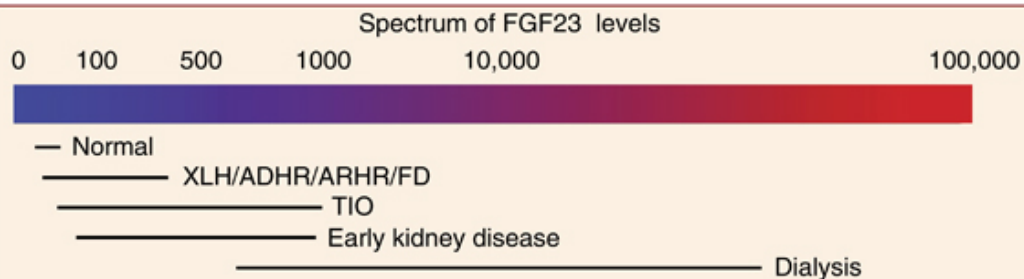 Spectrum of FGF23 levels
0 100 500 1000 10,000 100,000
Normal
XLH/ADHR/ARHR/FD
TIO
Early kidney disease
Dialysis